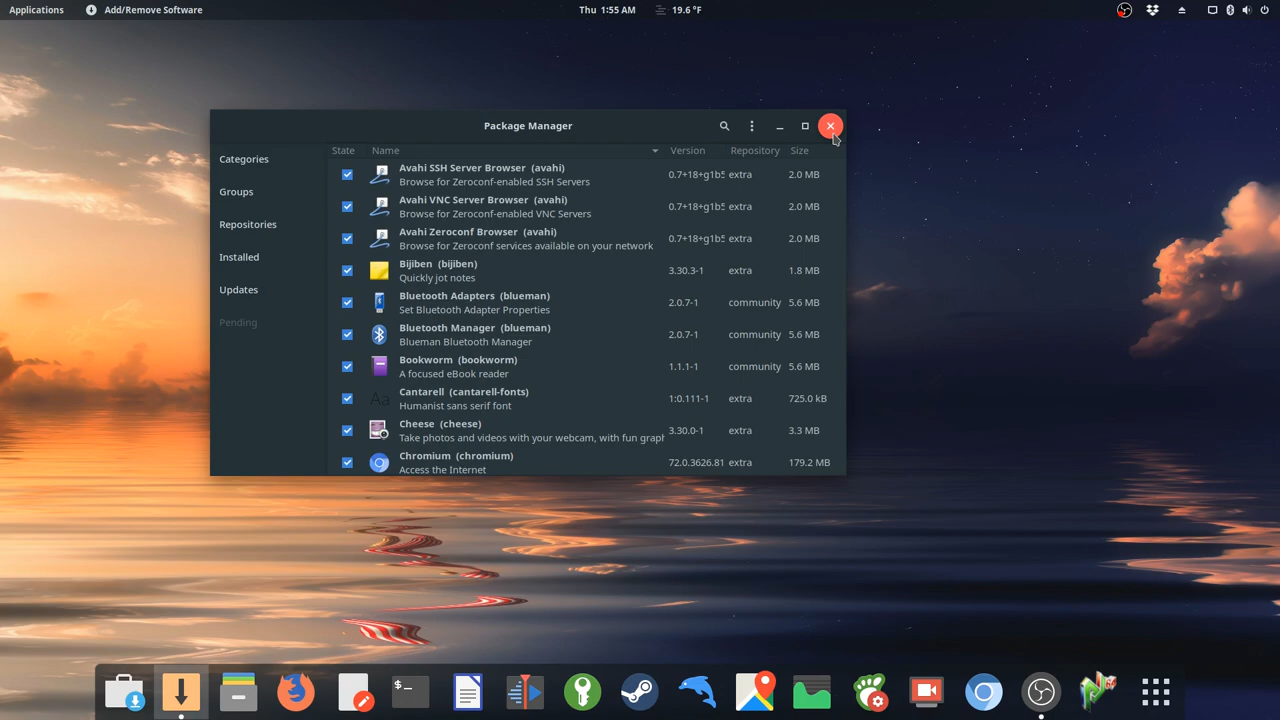 Applications Add/Remove Software Thu 1:55 AM 19.6 °F
Package Manager
Categories
Groups
Repositories
Installed
Updates
Pending
State Name Version Repository Size
Avahi SSH Server Browser (avahi)
Browse for Zeroconf-enabled SSH Servers
0.7+18+g1b5 extra 2.0 MB
Avahi VNC Server Browser (avahi)
Browse for Zeroconf-enabled VNC Servers
0.7+18+g1b5 extra 2.0 MB
Avahi Zeroconf Browser (avahi)
Browse for Zeroconf services available on your network
0.7+18+g1b5 extra 2.0 MB
Bijiben (bijiben)
Quickly jot notes
3.30.3-1 extra 1.8 MB
Bluetooth Adapters (blueman)
Set Bluetooth Adapter Properties
2.0.7-1 community 5.6 MB
Bluetooth Manager (blueman)
Blueman Bluetooth Manager
2.0.7-1 community 5.6 MB
Bookworm (bookworm)
A focused eBook reader
1.1.1-1 community 5.6 MB
Aa
Cantarell (cantarell-fonts)
Humanist sans serif font
1:0.111-1 extra 725.0 kB
Cheese (cheese)
Take photos and videos with your webcam, with fun graph
3.30.0-1 extra 3.3 MB
Chromium (chromium)
Access the Internet
72.0.3626.81 extra 179.2 MB
$_